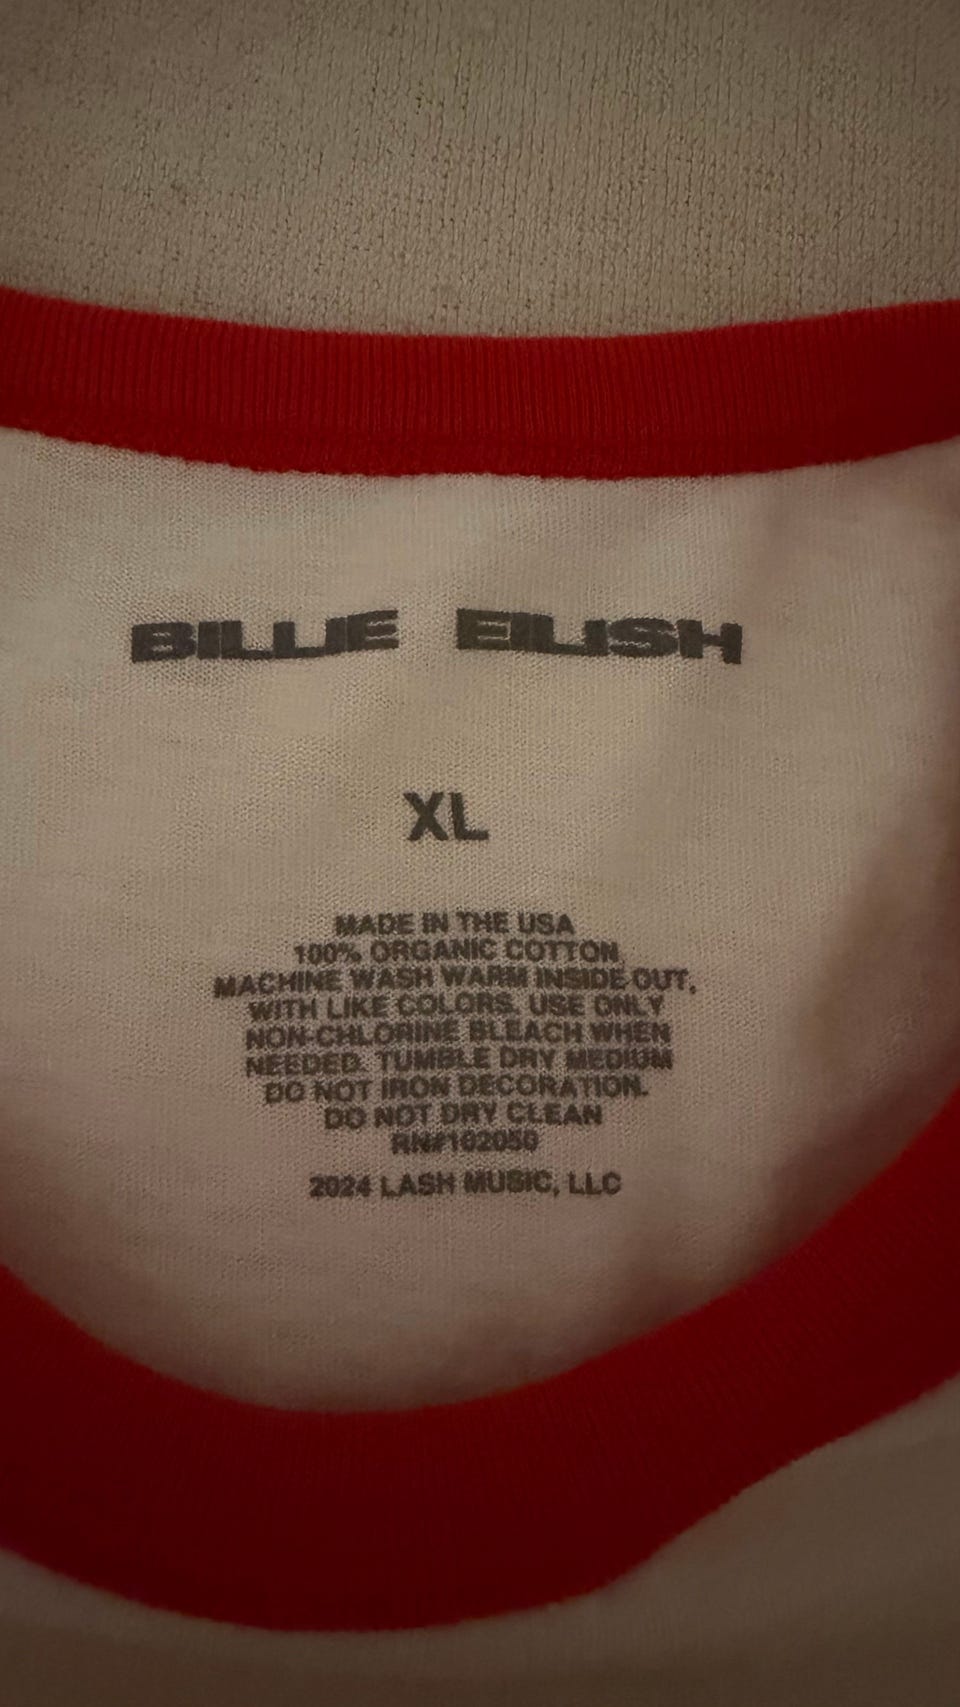 BILLIE EILISH
XL
MADE IN THE USA
100% ORGANIC COTTON
MACHINE WASH WARM INSIDE OUT,
WITH LIKE COLORS. USE ONLY
NON-CHLORINE BLEACH WHEN
NEEDED. TUMBLE DRY MEDIUM
DO NOT IRON DECORATION.
DO NOT DRY CLEAN
RN#102050
2024 LASH MUSIC, LLC